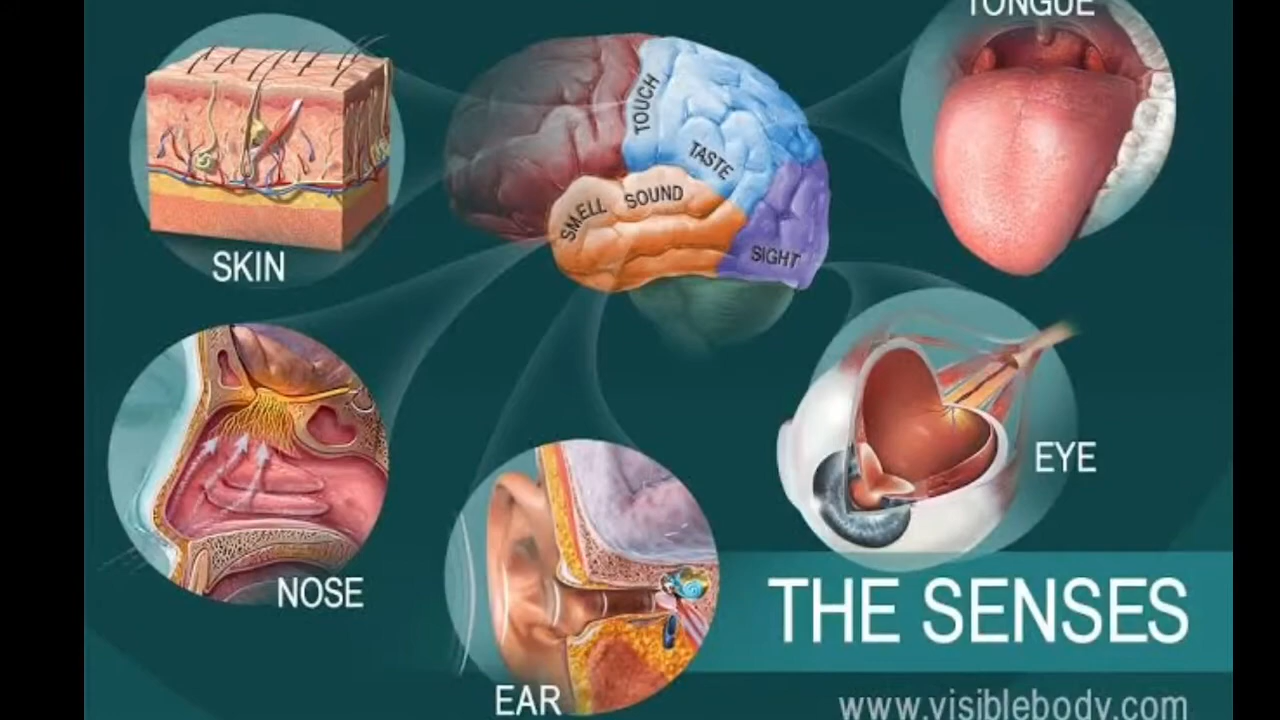 TONGUE
TOUCH
TASTE
SMELL
SOUND
SIGHT
SKIN
EYE
NOSE
THE SENSES
EAR
www.visiblebody.com